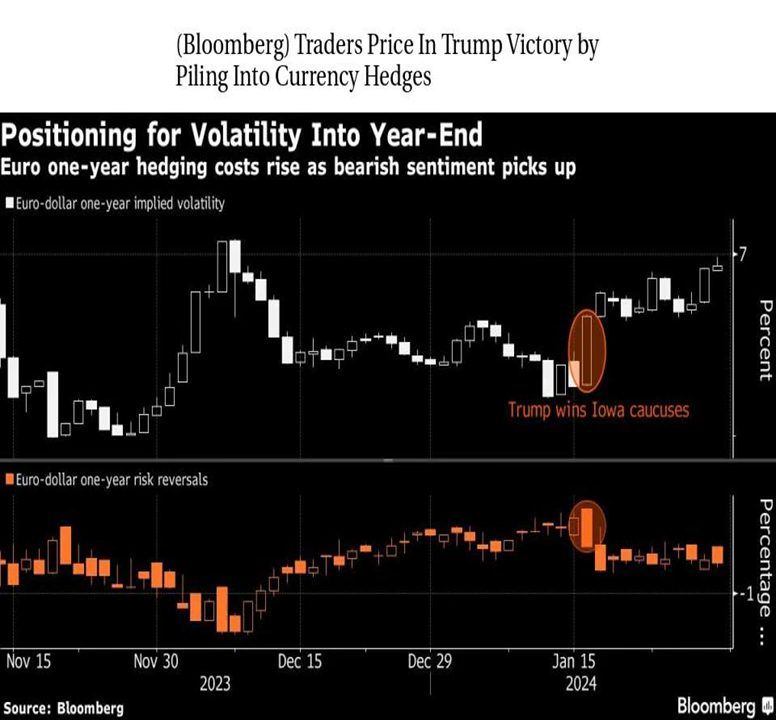 (Bloomberg) Traders Price In Trump Victory by
Piling Into Currency Hedges
Positioning for Volatility Into Year-End
Euro one-year hedging costs rise as bearish sentiment picks up
Euro-dollar one-year implied volatility
7
Percent
Trump wins Iowa caucuses
Euro-dollar one-year risk reversals
Percentage ...
-1
Nov 15 Nov 30 Dec 15 Dec 29 Jan 15
2023 2024
Source: Bloomberg
Bloomberg